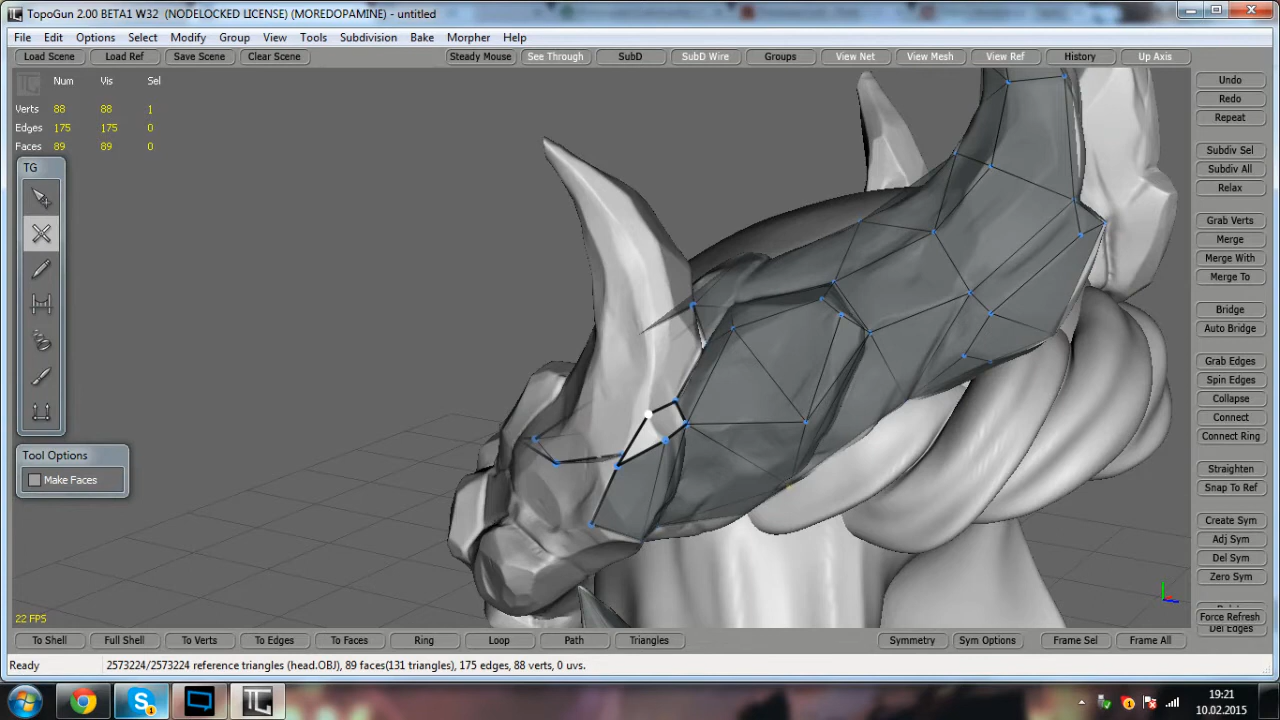 TopoGun 2.00 BETA1 W32 (NODELOCKED LICENSE) (MOREDOPAMINE) - untitled
File Edit Options Select Modify Group View Tools Subdivision Bake Morpher Help
Load Scene Load Ref Save Scene Clear Scene Steady Mouse See Through SubD SubD Wire Groups View Net View Mesh View Ref History Up Axis
Num Vis Sel
Verts 88 88 1
Edges 175 175 0
Faces 89 89 0
TG
Tool Options
Make Faces
Undo
Redo
Repeat
Subdiv Sel
Subdiv All
Relax
Grab Verts
Merge
Merge With
Merge To
Bridge
Auto Bridge
Grab Edges
Spin Edges
Collapse
Connect
Connect Ring
Straighten
Snap To Ref
Create Sym
Adj Sym
Del Sym
Zero Sym
Force Refresh
Del Edges
22 FPS
To Shell Full Shell To Verts To Edges To Faces Ring Loop Path Triangles Symmetry Sym Options Frame Sel Frame All
Ready 2573224/2573224 reference triangles (head.OBJ), 89 faces(131 triangles), 175 edges, 88 verts, 0 uvs.
19:21
10.02.2015